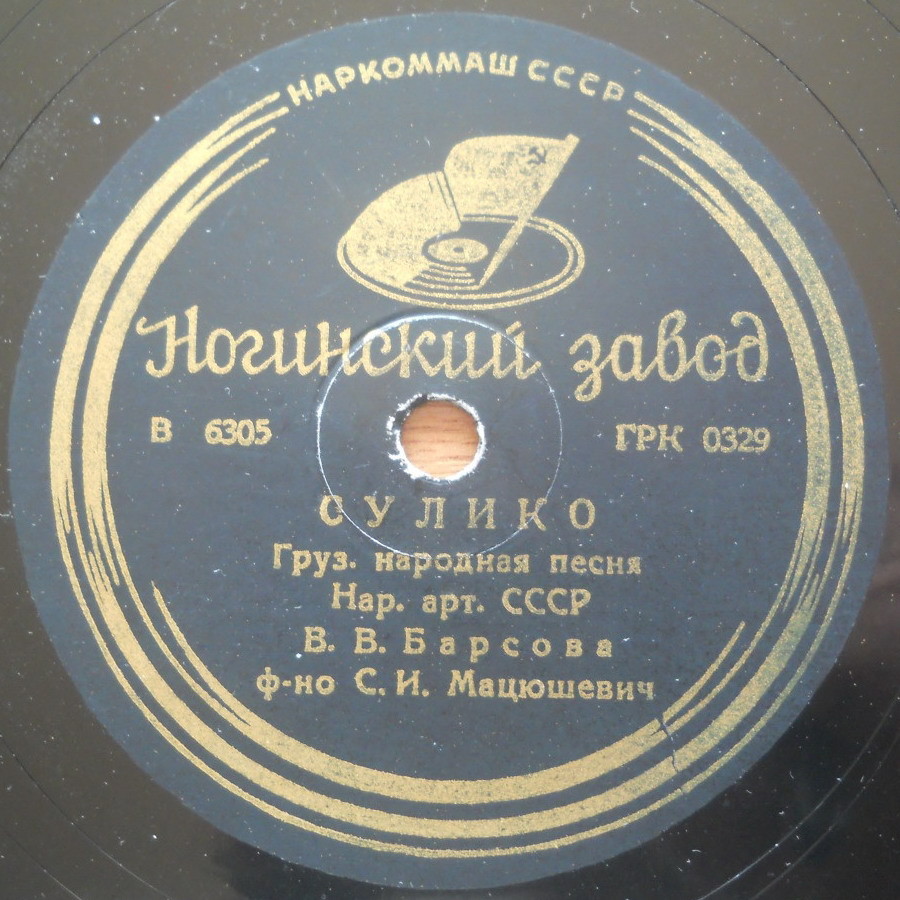 НАРКОММАШ СССР
Ногинский завод
В 6305 ГРК 0329
СУЛИКО
Груз. народная песня
Нар. арт. СССР
В. В. Барсова
ф-но С. И. Мацюшевич